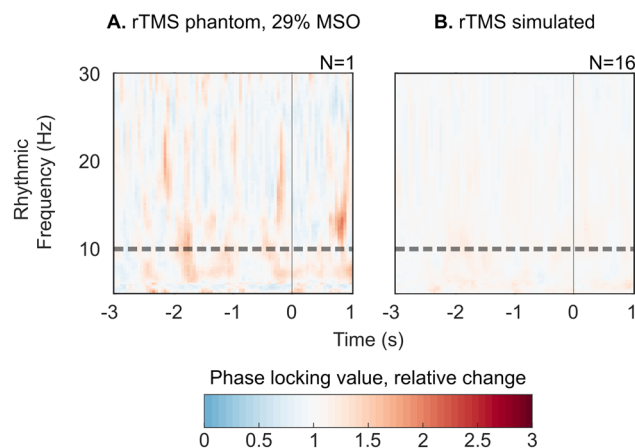 A. rTMS phantom, 29% MSO
B. rTMS simulated
N=1
N=16
Rhythmic
Frequency (Hz)
30
20
10
-3 -2 -1 0 1
-3 -2 -1 0 1
Time (s)
Phase locking value, relative change
0 0.5 1 1.5 2 2.5 3